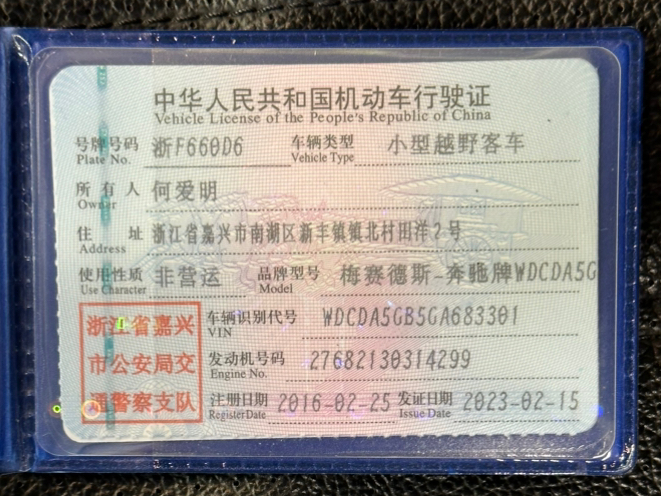 中华人民共和国机动车行驶证
Vehicle License of the People's Republic of China
号牌号码 浙F660D6 车辆类型 小型越野客车
Plate No. Vehicle Type
所有人 何爱明
Owner
住址 浙江省嘉兴市南湖区新丰镇镇北村田洋2号
Address
使用性质 非营运 品牌型号 梅赛德斯-奔驰牌WDCDA5G
Use Character Model
浙江省嘉兴
市公安局交
通警察支队
车辆识别代号 WDCDA5GB5GA683301
VIN
发动机号码 27682130314299
Engine No.
注册日期 2016-02-25 发证日期 2023-02-15
Register Date Issue Date